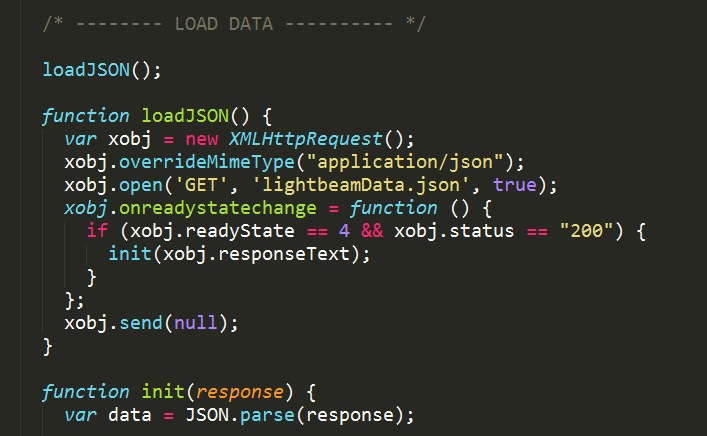 /* -------- LOAD DATA ---------- */
loadJSON();
function loadJSON() {
var xobj = new XMLHttpRequest();
xobj.overrideMimeType("application/json");
xobj.open('GET', 'lightbeamData.json', true);
xobj.onreadystatechange = function () {
if (xobj.readyState == 4 && xobj.status == "200") {
init(xobj.responseText);
}
};
xobj.send(null);
}
function init(response) {
var data = JSON.parse(response);